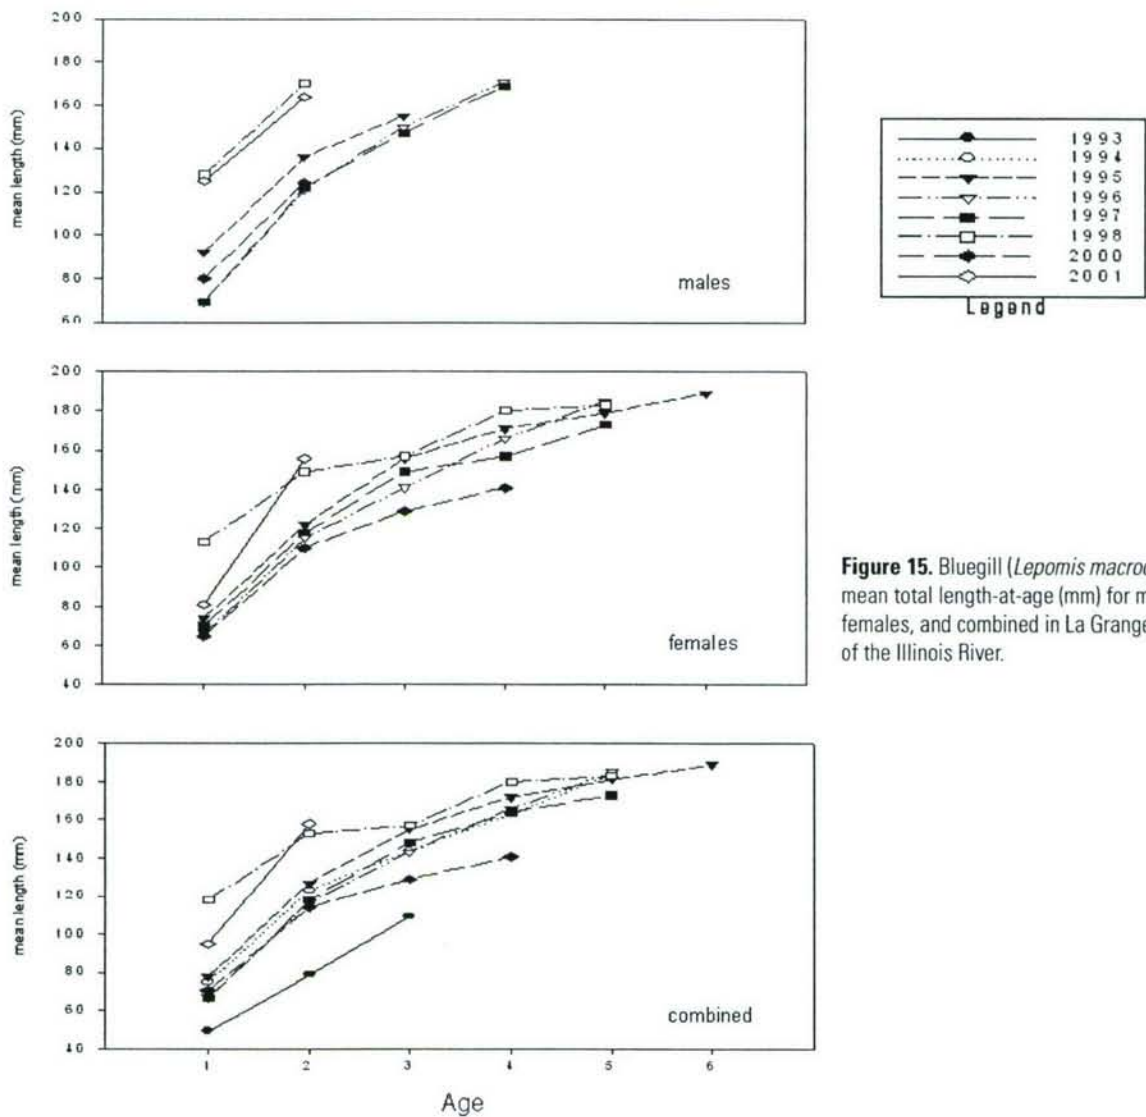 200
180
160
140
120
100
80
60
mean length (mm)
males
1993
1994
1995
1996
1997
1998
2000
2001
Legend
200
180
160
140
120
100
80
60
40
mean length (mm)
females
Figure 15. Bluegill (Lepomis
mean total length-at-age (mm) for
females, and combined in La Grange
of the Illinois River.
200
180
160
140
120
100
80
60
40
mean length (mm)
combined
1 2 3 4 5 6
Age